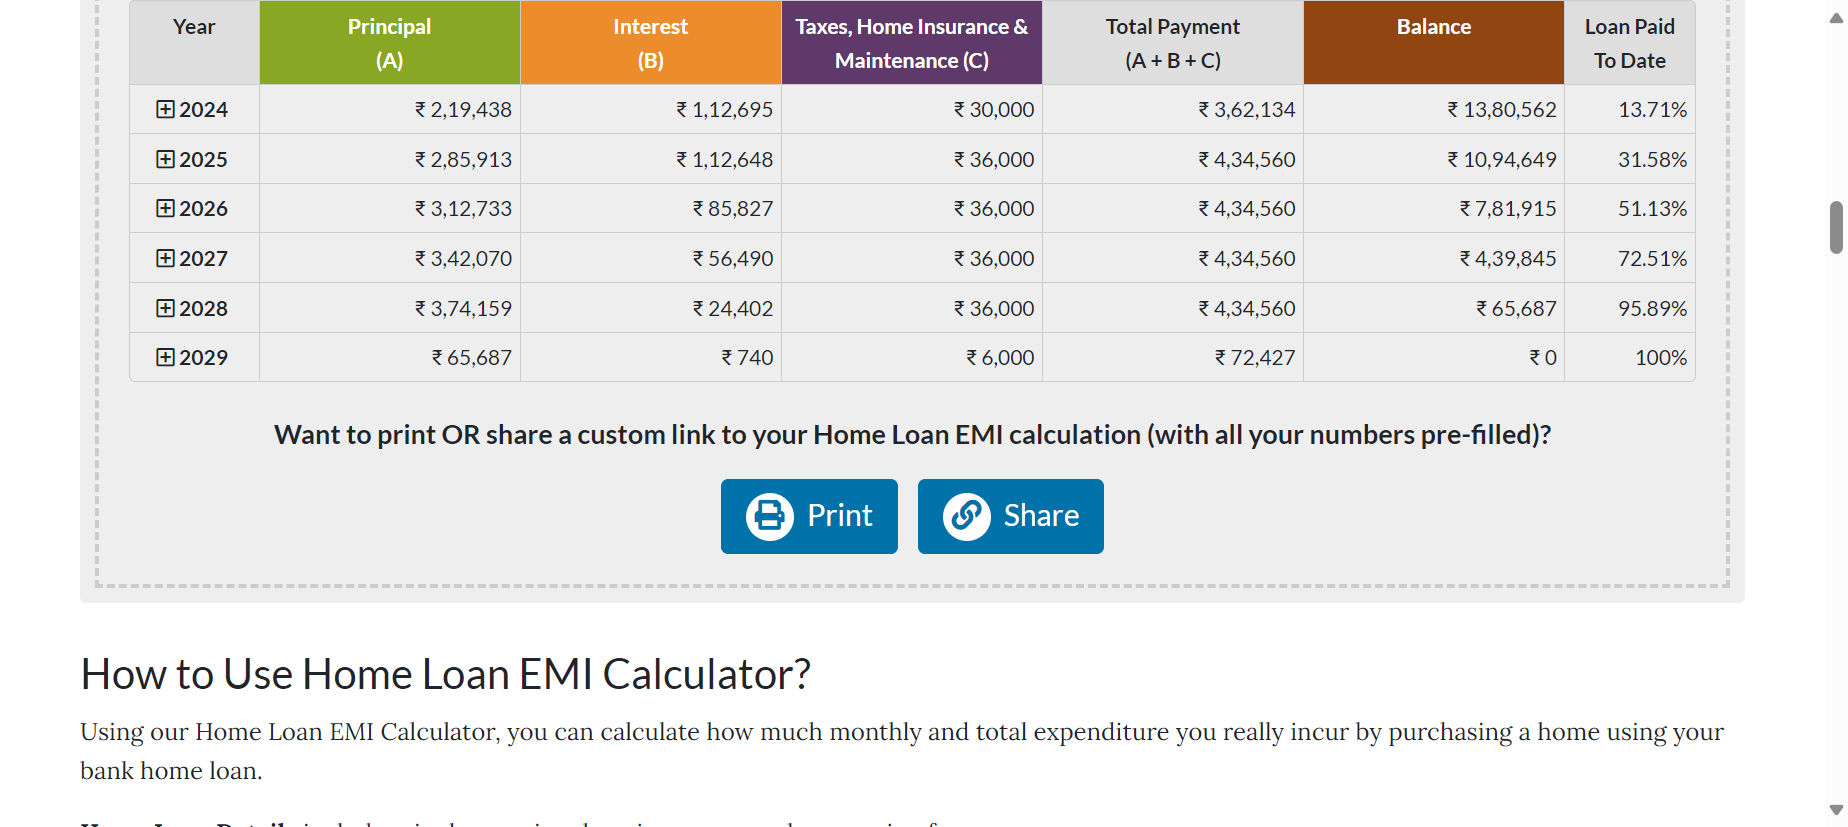 Year Principal (A) Interest (B) Taxes, Home Insurance & Maintenance (C) Total Payment (A + B + C) Balance Loan Paid To Date
2024 ₹ 2,19,438 ₹ 1,12,695 ₹ 30,000 ₹ 3,62,134 ₹ 13,80,562 13.71%
2025 ₹ 2,85,913 ₹ 1,12,648 ₹ 36,000 ₹ 4,34,560 ₹ 10,94,649 31.58%
2026 ₹ 3,12,733 ₹ 85,827 ₹ 36,000 ₹ 4,34,560 ₹ 7,81,915 51.13%
2027 ₹ 3,42,070 ₹ 56,490 ₹ 36,000 ₹ 4,34,560 ₹ 4,39,845 72.51%
2028 ₹ 3,74,159 ₹ 24,402 ₹ 36,000 ₹ 4,34,560 ₹ 65,687 95.89%
2029 ₹ 65,687 ₹ 740 ₹ 6,000 ₹ 72,427 ₹ 0 100%
Want to print OR share a custom link to your Home Loan EMI calculation (with all your numbers pre-filled)?
Print Share
How to Use Home Loan EMI Calculator?
Using our Home Loan EMI Calculator, you can calculate how much monthly and total expenditure you really incur by purchasing a home using your
bank home loan.